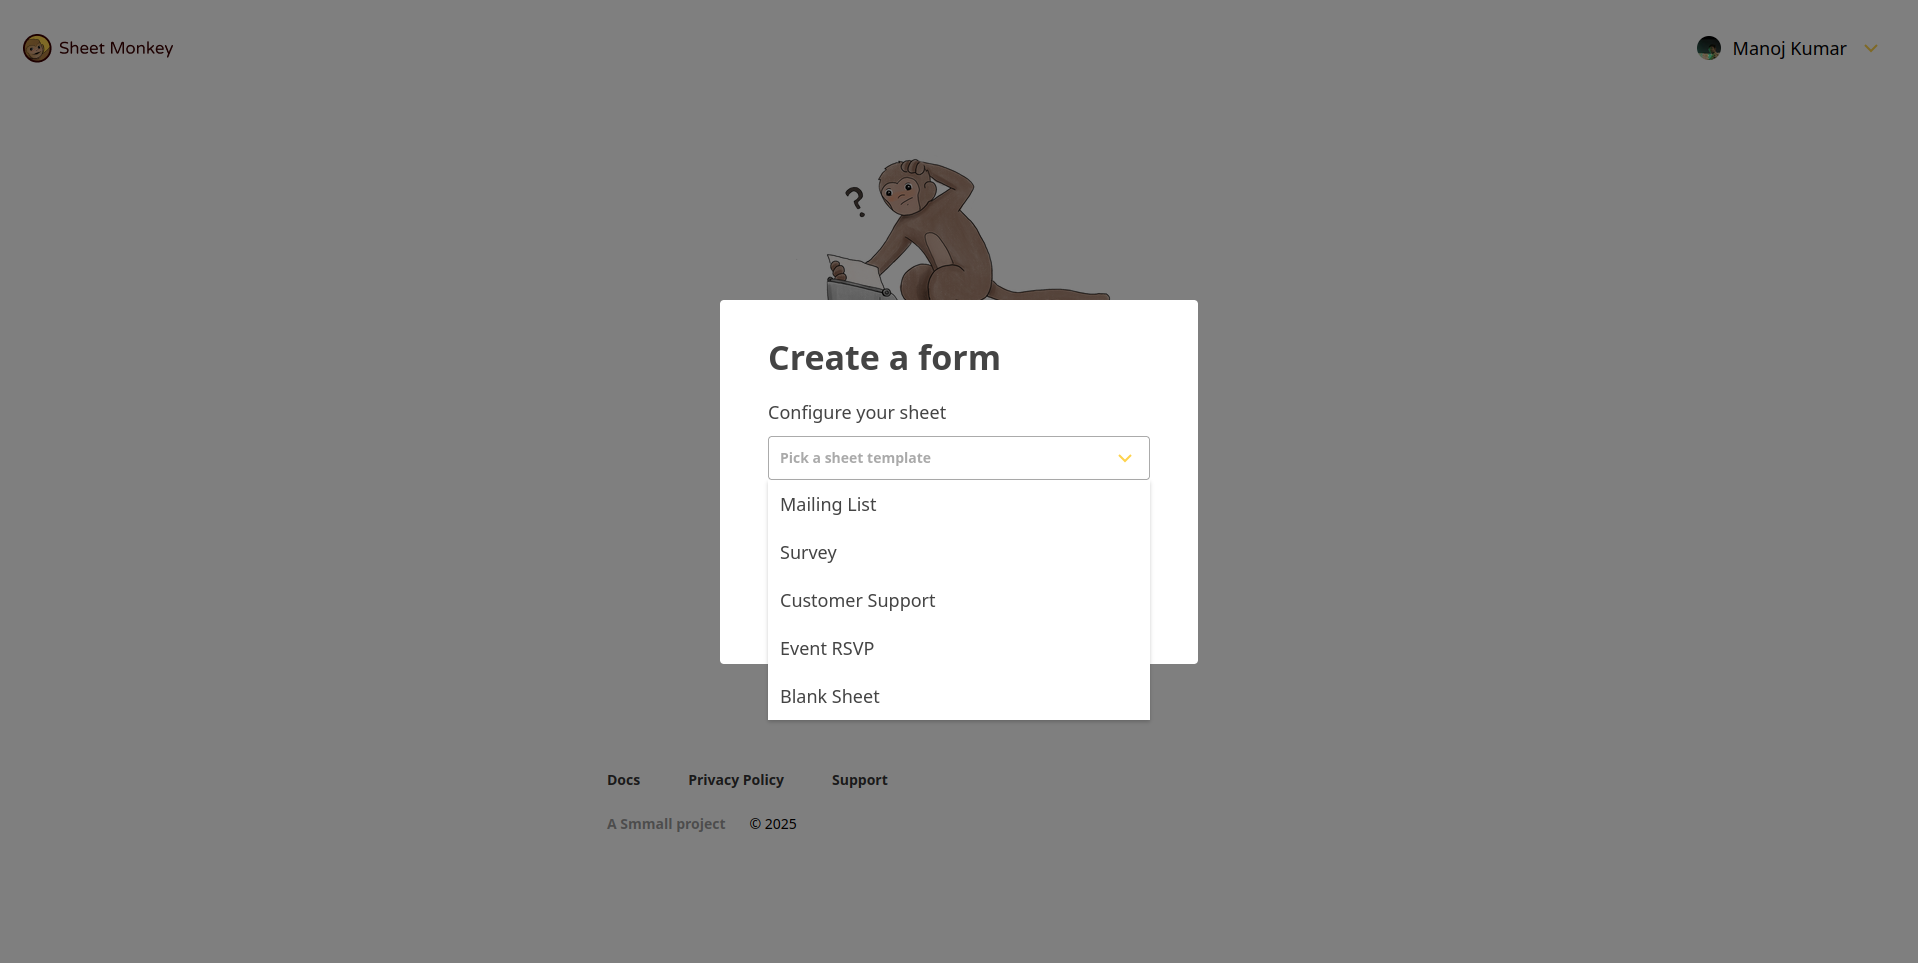 Sheet Monkey
Manoj Kumar
?
Create a form
Configure your sheet
Pick a sheet template
Mailing List
Survey
Customer Support
Event RSVP
Blank Sheet
Docs Privacy Policy Support
A Smmall project © 2025